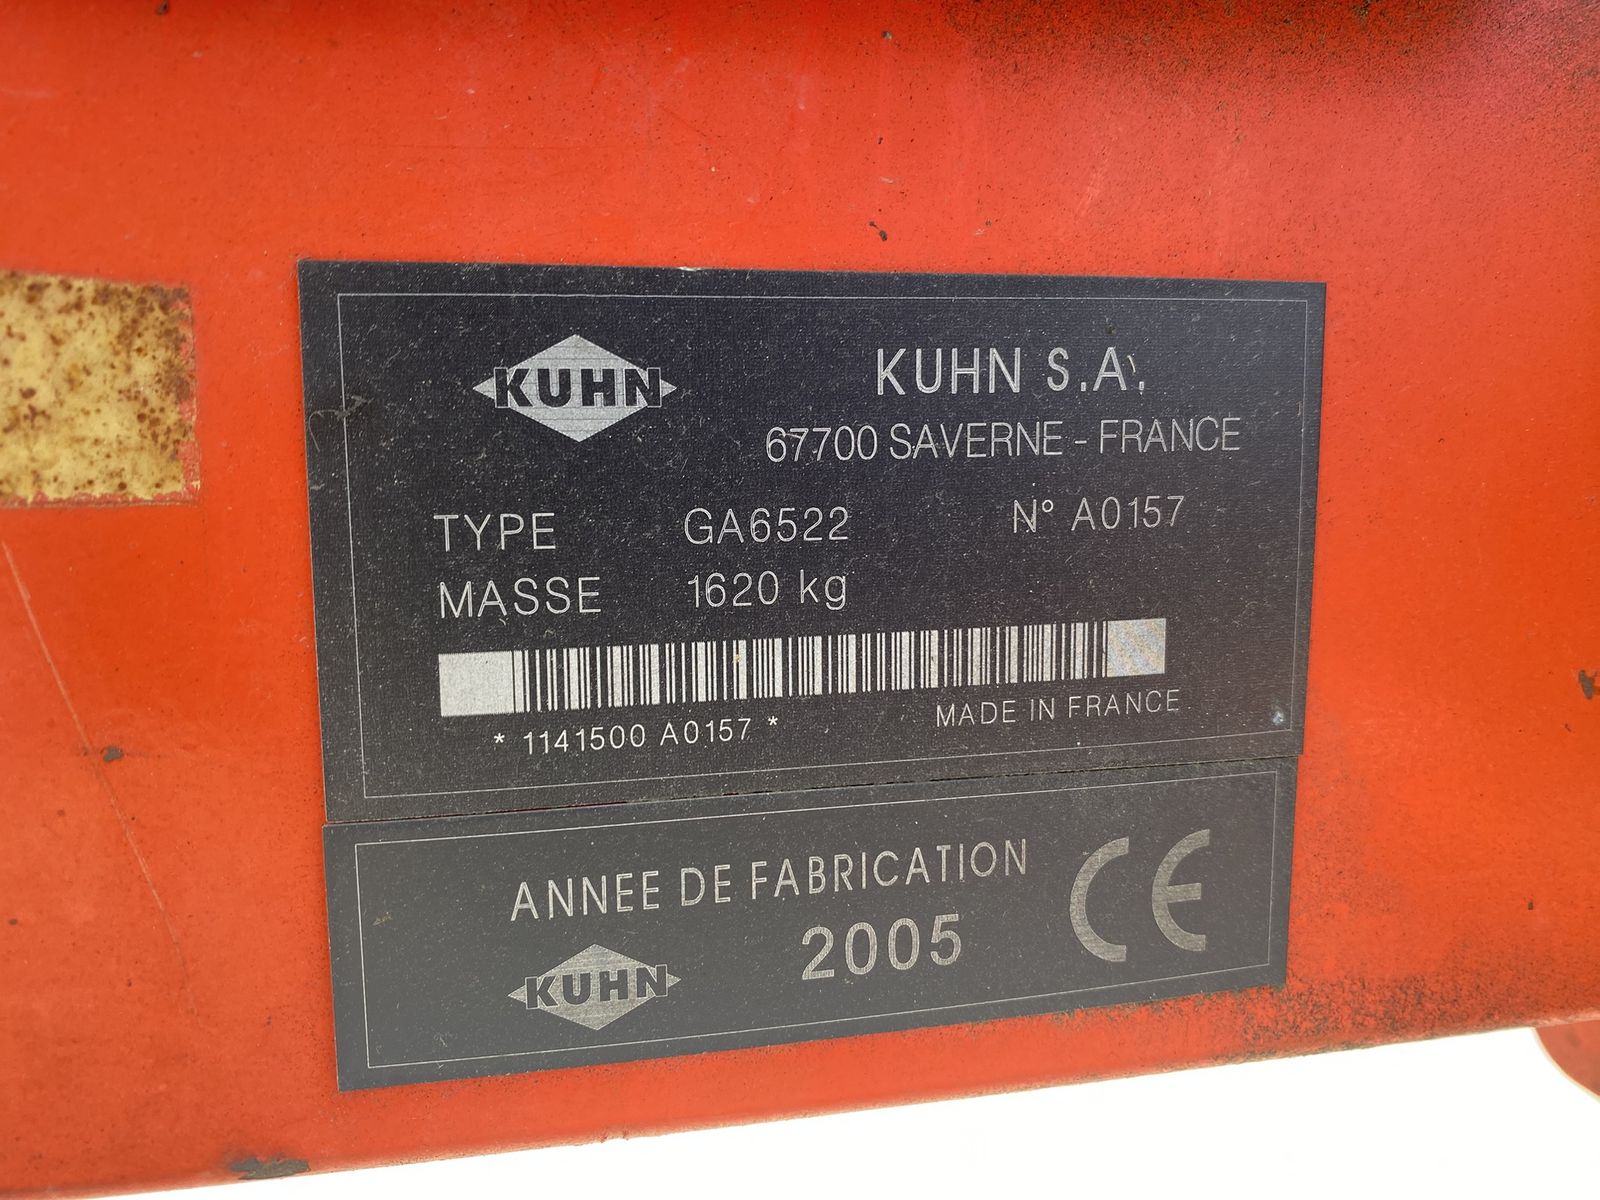 KUHN
KUHN S.A.
67700 SAVERNE - FRANCE
TYPE GA6522 N° A0157
MASSE 1620 kg
* 1141500 A0157 *
MADE IN FRANCE
ANNEE DE FABRICATION
2005
CE
KUHN